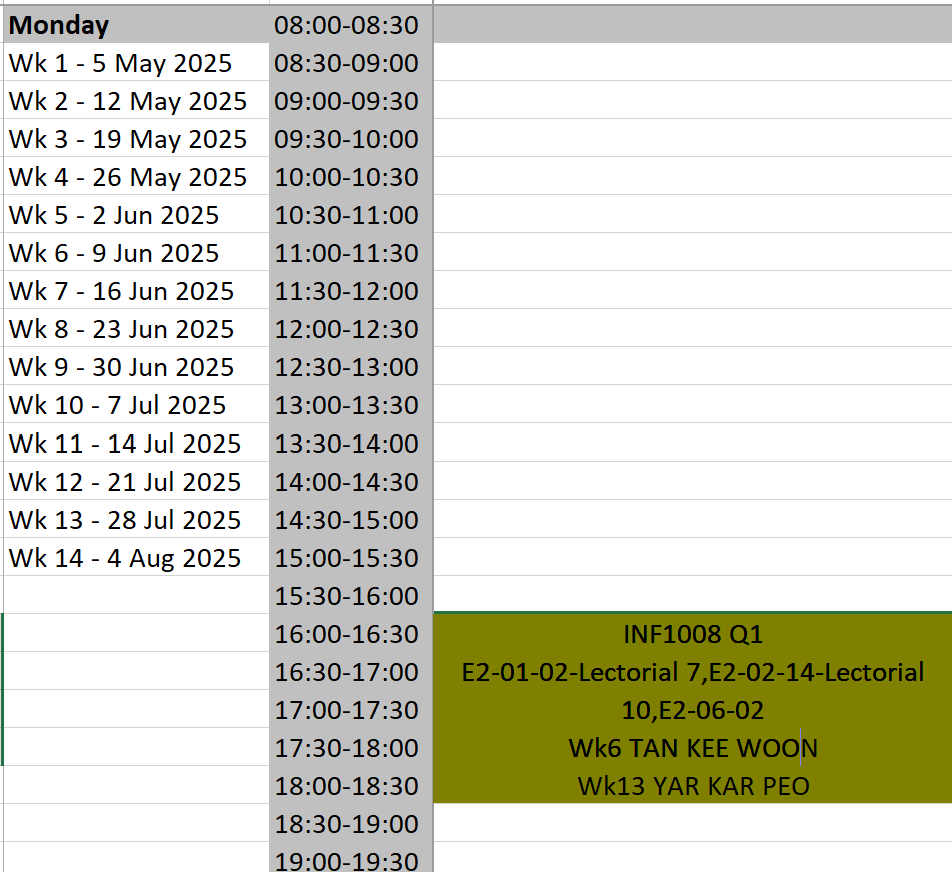 Monday 08:00-08:30
Wk 1 - 5 May 2025 08:30-09:00
Wk 2 - 12 May 2025 09:00-09:30
Wk 3 - 19 May 2025 09:30-10:00
Wk 4 - 26 May 2025 10:00-10:30
Wk 5 - 2 Jun 2025 10:30-11:00
Wk 6 - 9 Jun 2025 11:00-11:30
Wk 7 - 16 Jun 2025 11:30-12:00
Wk 8 - 23 Jun 2025 12:00-12:30
Wk 9 - 30 Jun 2025 12:30-13:00
Wk 10 - 7 Jul 2025 13:00-13:30
Wk 11 - 14 Jul 2025 13:30-14:00
Wk 12 - 21 Jul 2025 14:00-14:30
Wk 13 - 28 Jul 2025 14:30-15:00
Wk 14 - 4 Aug 2025 15:00-15:30
15:30-16:00
16:00-16:30 INF1008 Q1
16:30-17:00 E2-01-02-Lectorial 7,E2-02-14-Lectorial
17:00-17:30 10,E2-06-02
17:30-18:00 Wk6 TAN KEE WOON
18:00-18:30 Wk13 YAR KAR PEO
18:30-19:00
19:00-19:30